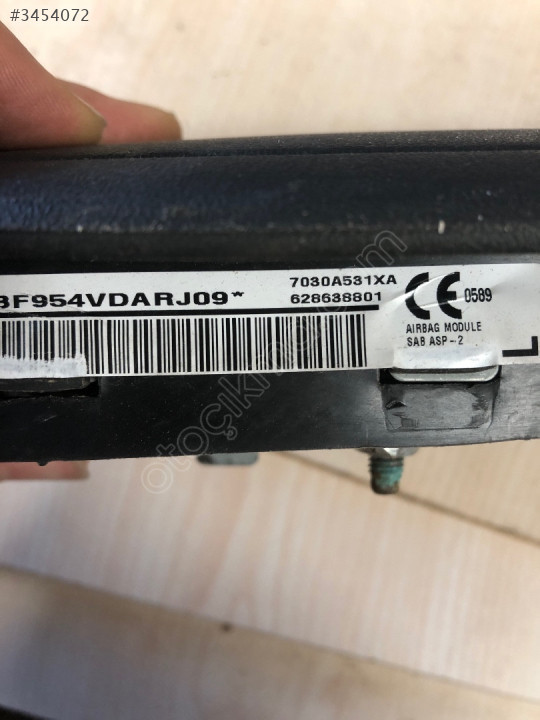 #3454072
3F954VDARJ09*
7030A531XA
628638801
CE 0589
AIRBAG MODULE
SAB ASP-2
L
otoçıkma.com